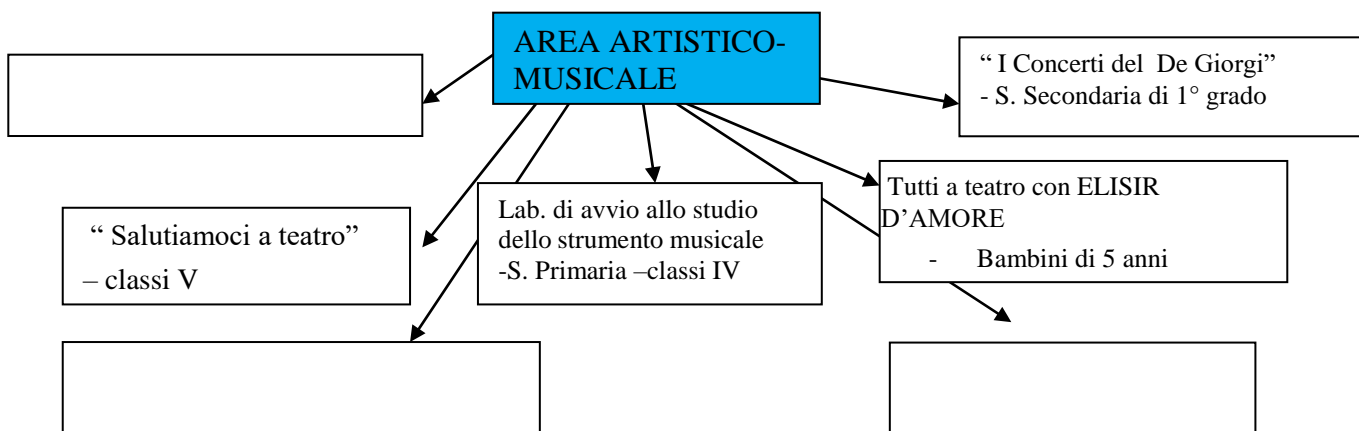 AREA ARTISTICO-
MUSICALE
“ I Concerti del  De Giorgi”
- S. Secondaria di 1° grado
“ Salutiamoci a teatro”
– classi V
Lab. di avvio allo studio
dello strumento musicale
-S. Primaria –classi IV
Tutti a teatro con ELISIR
D’AMORE
- Bambini di 5 anni